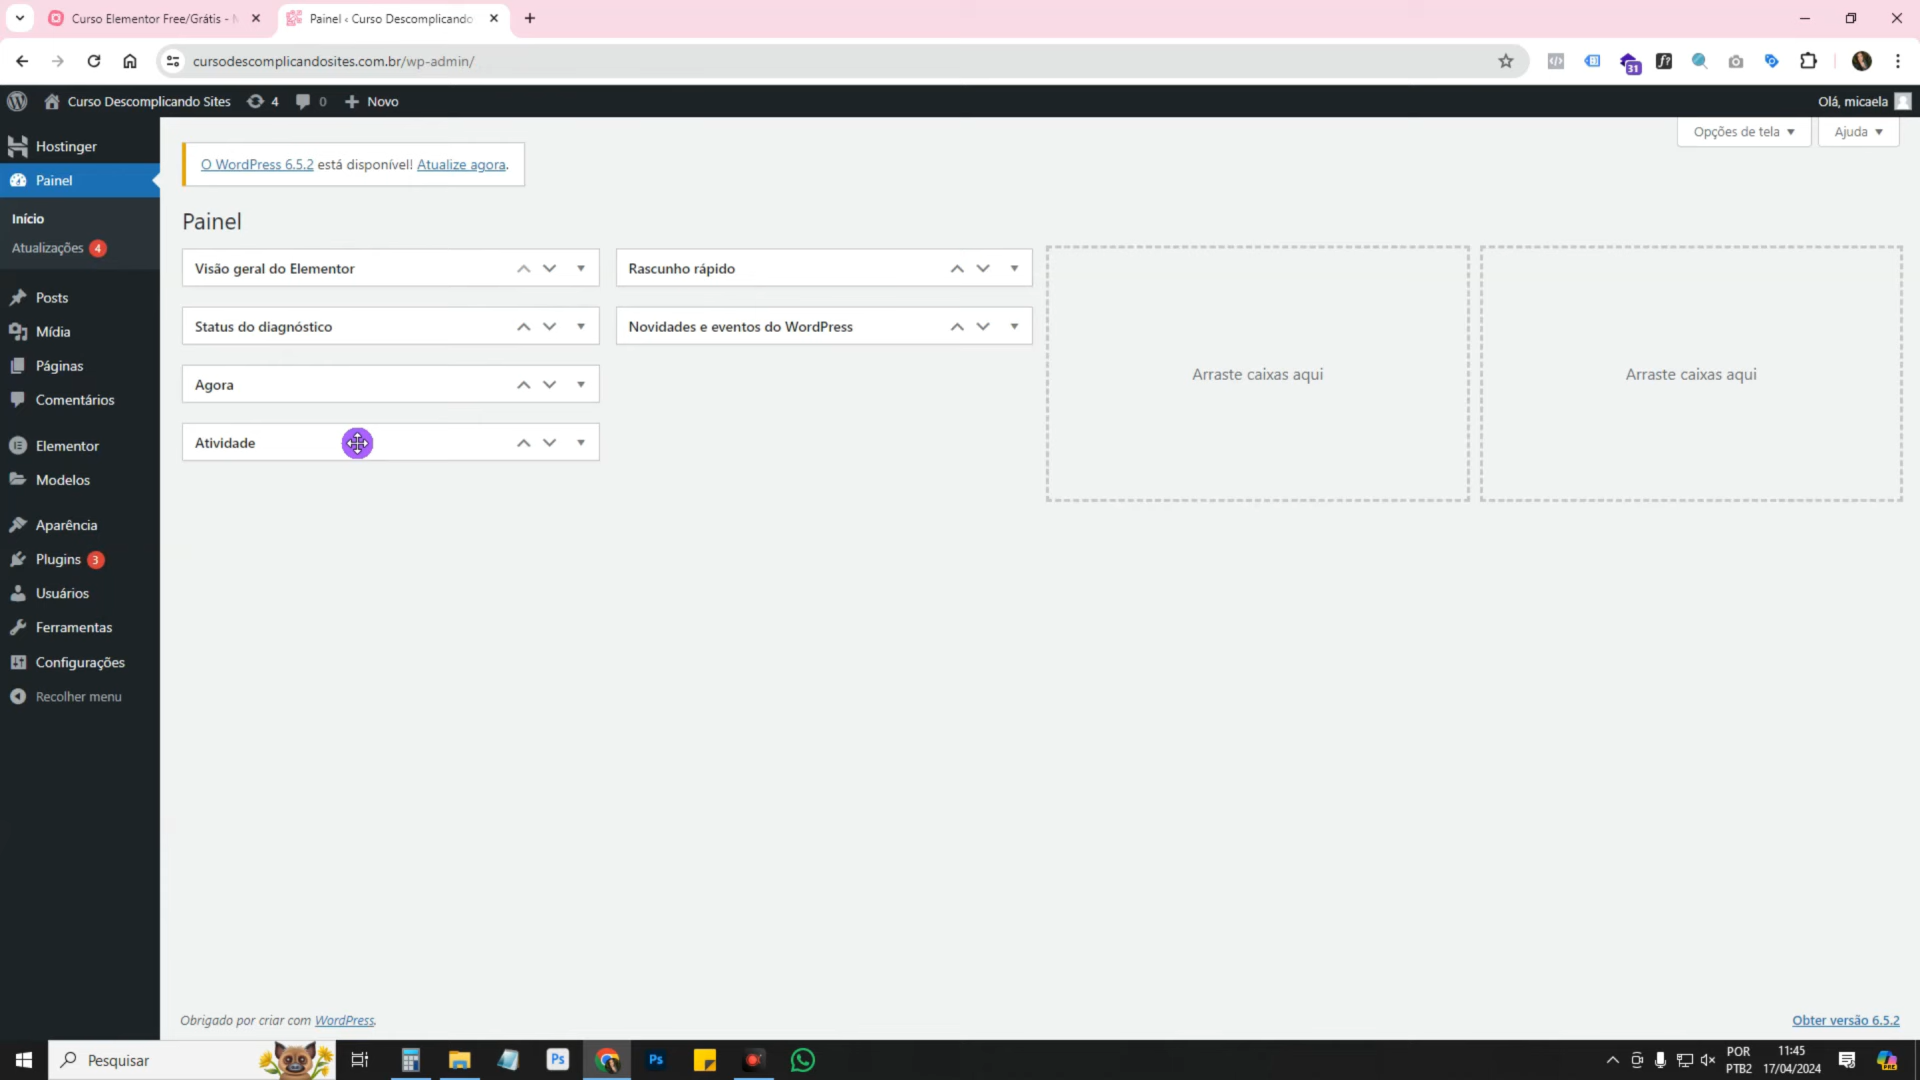 Curso Elementor Free/Grátis -
Painel ‹ Curso Descomplicando
cursodescomplicandosites.com.br/wp-admin/
31
Curso Descomplicando Sites
4
0
Novo
Olá, micaela
Hostinger
Painel
Início
Atualizações 4
Posts
Mídia
Páginas
Comentários
Elementor
Modelos
Aparência
Plugins 3
Usuários
Ferramentas
Configurações
Recolher menu
Opções de tela
Ajuda
O WordPress 6.5.2 está disponível! Atualize agora.
Painel
Visão geral do Elementor
Status do diagnóstico
Agora
Atividade
Rascunho rápido
Novidades e eventos do WordPress
Arraste caixas aqui
Arraste caixas aqui
Obrigado por criar com WordPress.
Obter versão 6.5.2
Pesquisar
Ps
Ps
POR
PTB2
11:45
17/04/2024